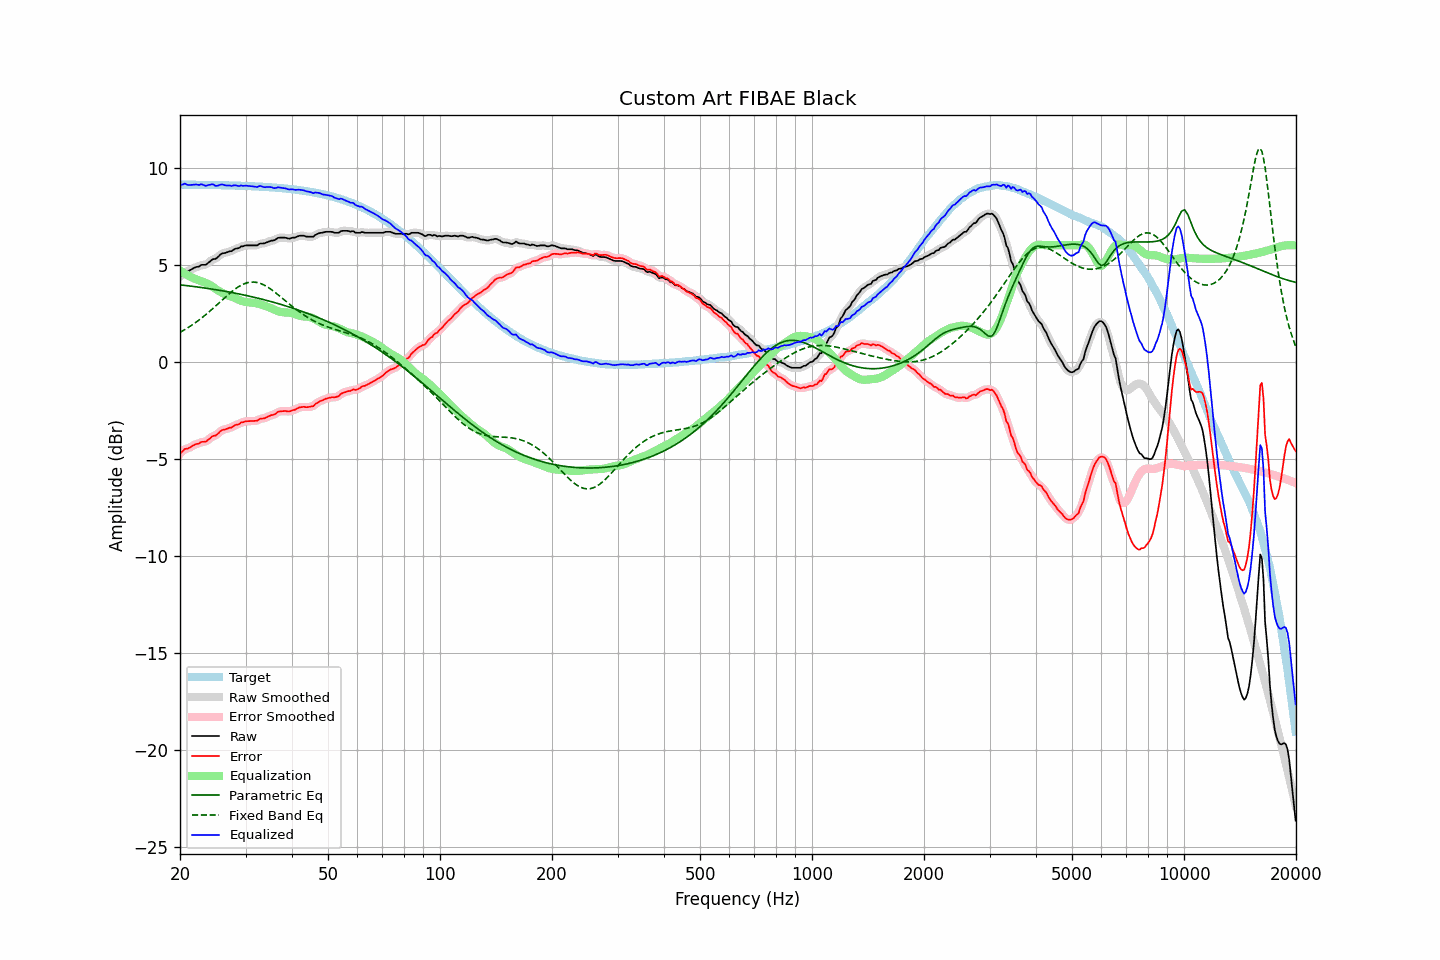 Custom Art FIBAE Black
Amplitude (dBr)
10
5
0
−5
−10
−15
−20
−25
Target
Raw Smoothed
Error Smoothed
Raw
Error
Equalization
Parametric Eq
Fixed Band Eq
Equalized
20 50 100 200 500 1000 2000 5000 10000 20000
Frequency (Hz)